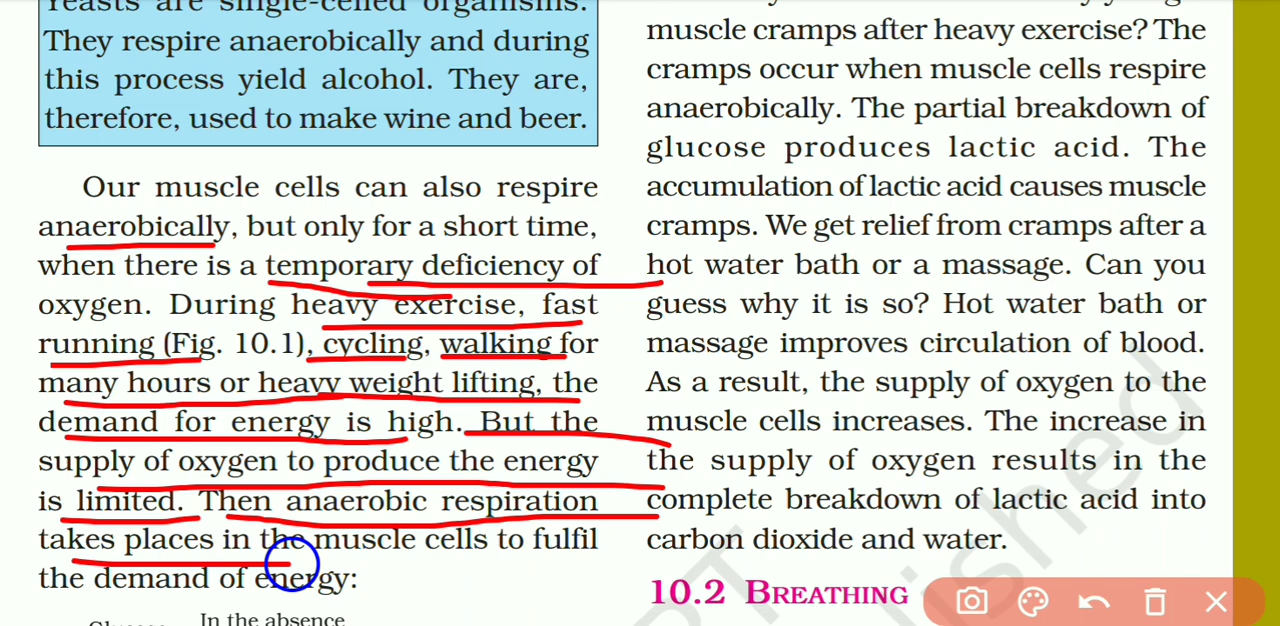 Yeasts are single-celled organisms.
They respire anaerobically and during
this process yield alcohol. They are,
therefore, used to make wine and beer.
Our muscle cells can also respire
anaerobically, but only for a short time,
when there is a temporary deficiency of
oxygen. During heavy exercise, fast
running (Fig. 10.1), cycling, walking for
many hours or heavy weight lifting, the
demand for energy is high. But the
supply of oxygen to produce the energy
is limited. Then anaerobic respiration
takes places in the muscle cells to fulfil
the demand of energy:
In the absence
muscle cramps after heavy exercise? The
cramps occur when muscle cells respire
anaerobically. The partial breakdown of
glucose produces lactic acid. The
accumulation of lactic acid causes muscle
cramps. We get relief from cramps after a
hot water bath or a massage. Can you
guess why it is so? Hot water bath or
massage improves circulation of blood.
As a result, the supply of oxygen to the
muscle cells increases. The increase in
the supply of oxygen results in the
complete breakdown of lactic acid into
carbon dioxide and water.
10.2 BREATHING